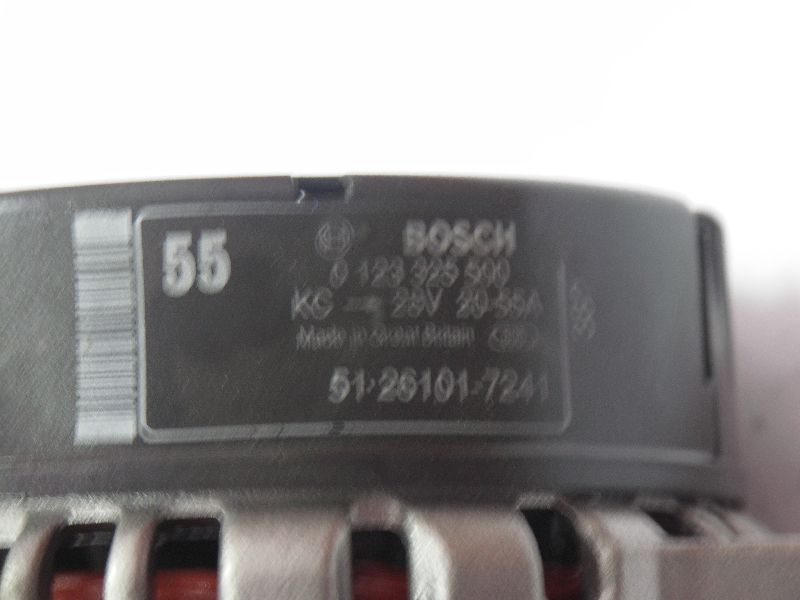 55
BOSCH
0 123 325 500
KC → 28V 20-55A
Made in Great Britain
51-26101-7241